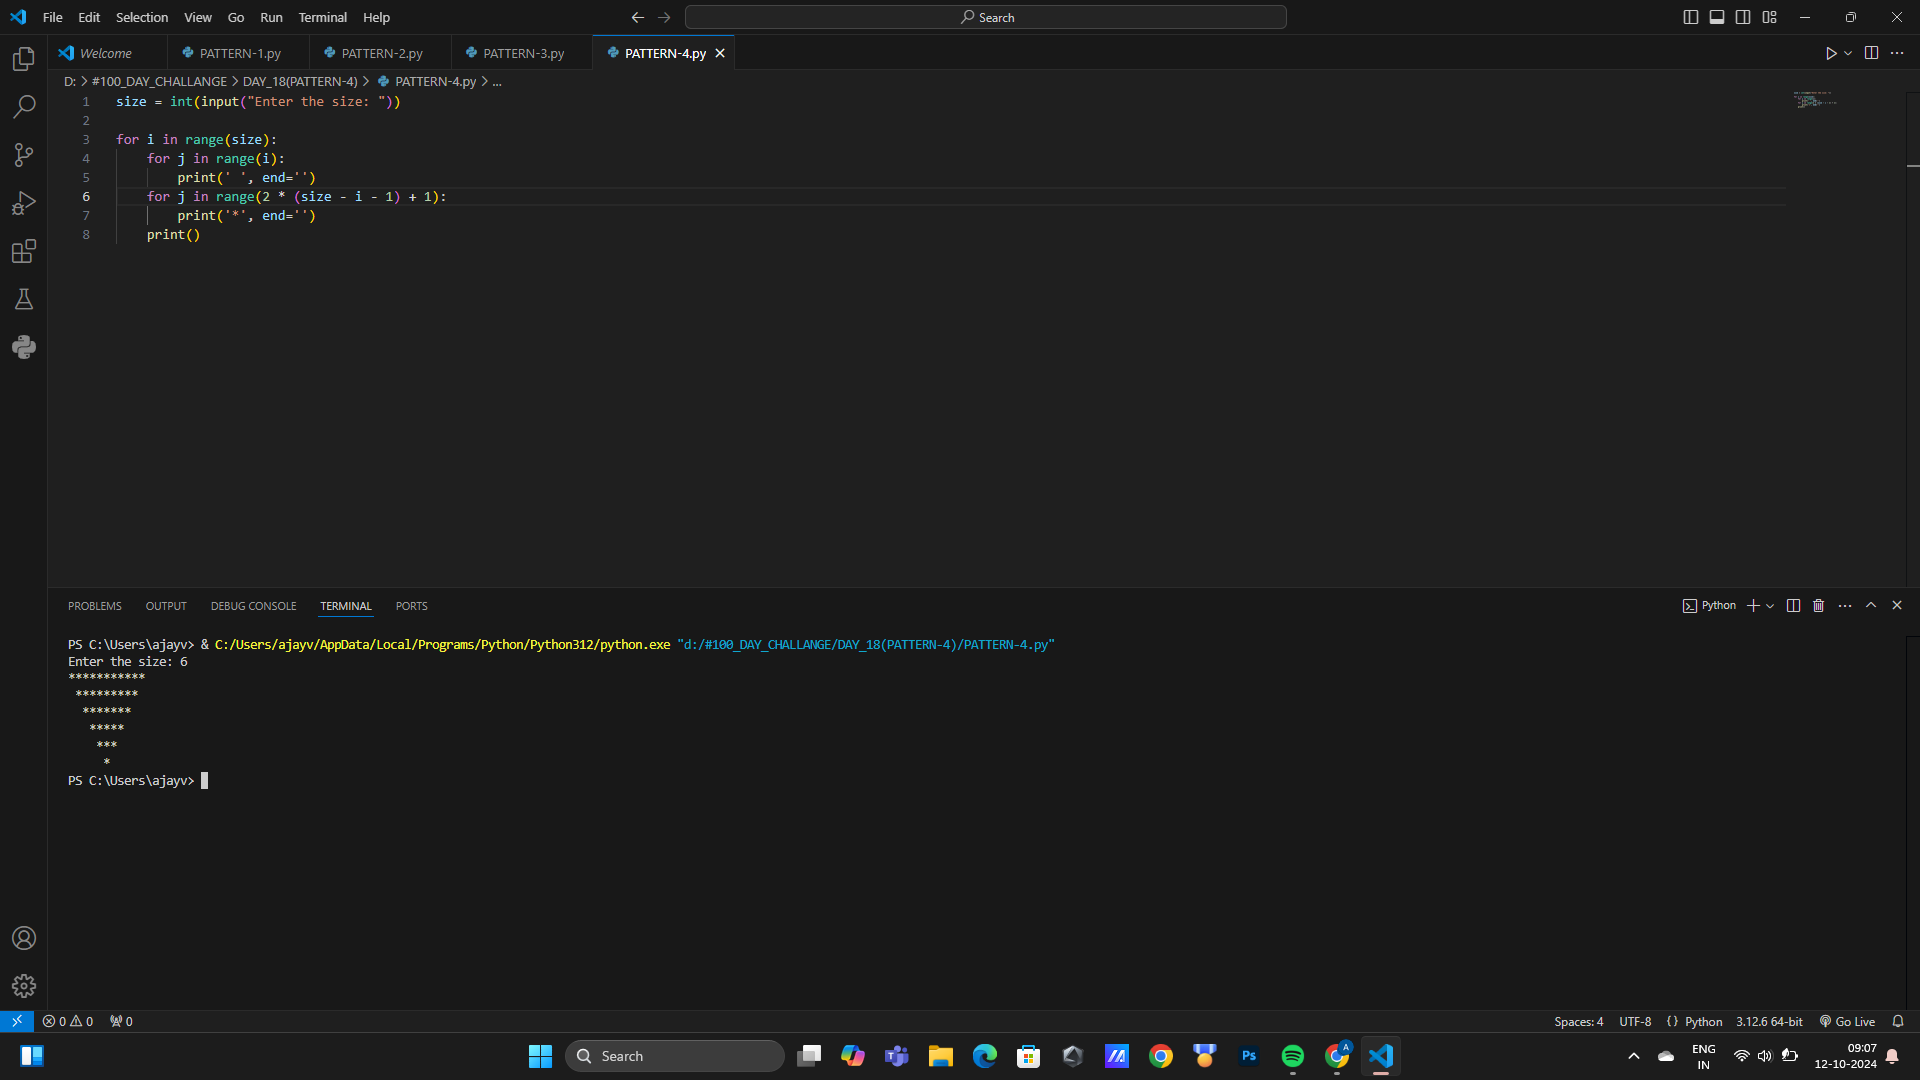 File Edit Selection View Go Run Terminal Help
Search
Welcome PATTERN-1.py PATTERN-2.py PATTERN-3.py PATTERN-4.py
D: > #100_DAY_CHALLANGE > DAY_18(PATTERN-4) > PATTERN-4.py > ...
1 size = int(input("Enter the size: "))
2
3 for i in range(size):
4     for j in range(i):
5         print(' ', end='')
6     for j in range(2 * (size - i - 1) + 1):
7         print('*', end='')
8     print()
PROBLEMS OUTPUT DEBUG CONSOLE TERMINAL PORTS
Python
PS C:\Users\ajayv> & C:/Users/ajayv/AppData/Local/Programs/Python/Python312/python.exe "d:/#100_DAY_CHALLANGE/DAY_18(PATTERN-4)/PATTERN-4.py"
Enter the size: 6
***********
 *********
  *******
   *****
    ***
     *
PS C:\Users\ajayv>
0 0 0
Spaces: 4 UTF-8 {} Python 3.12.6 64-bit Go Live
Search
Ps
A
ENG
IN
09:07
12-10-2024